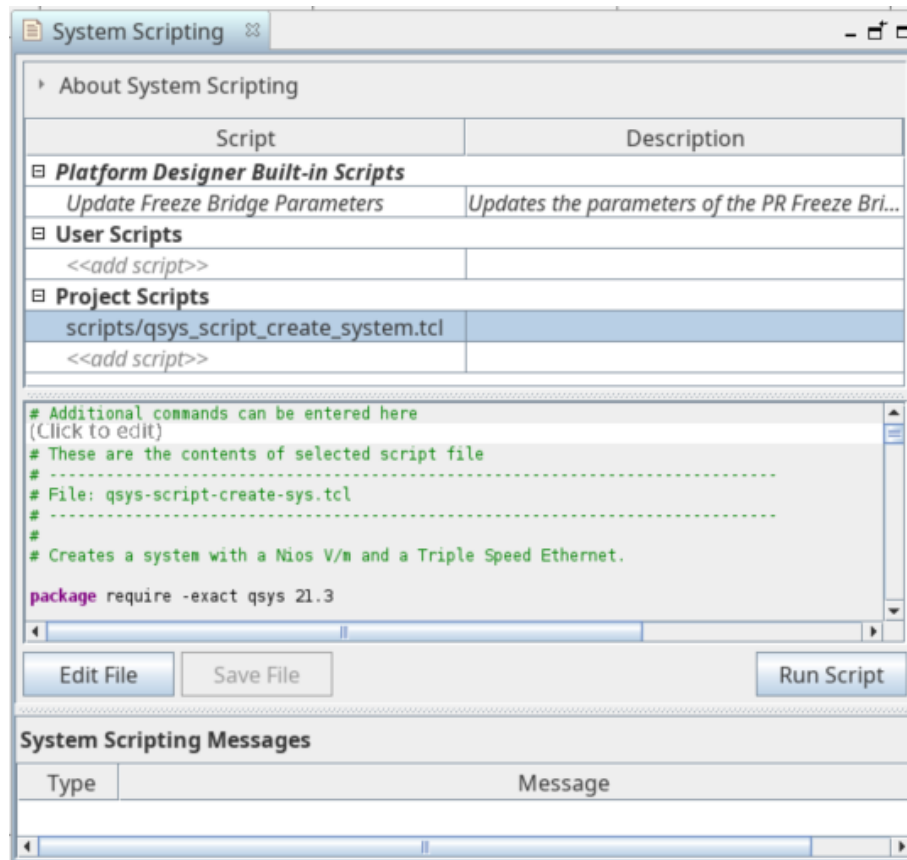 System Scripting
About System Scripting
Script Description
Platform Designer Built-in Scripts
Update Freeze Bridge Parameters Updates the parameters of the PR Freeze Bri...
User Scripts
<<add script>>
Project Scripts
scripts/qsys_script_create_system.tcl
<<add script>>
# Additional commands can be entered here
(Click to edit)
# These are the contents of selected script file
# -----------------------------------------------------------------------------
# File: qsys-script-create-sys.tcl
# -----------------------------------------------------------------------------
#
# Creates a system with a Nios V/m and a Triple Speed Ethernet.
package require -exact qsys 21.3
Edit File Save File Run Script
System Scripting Messages
Type Message